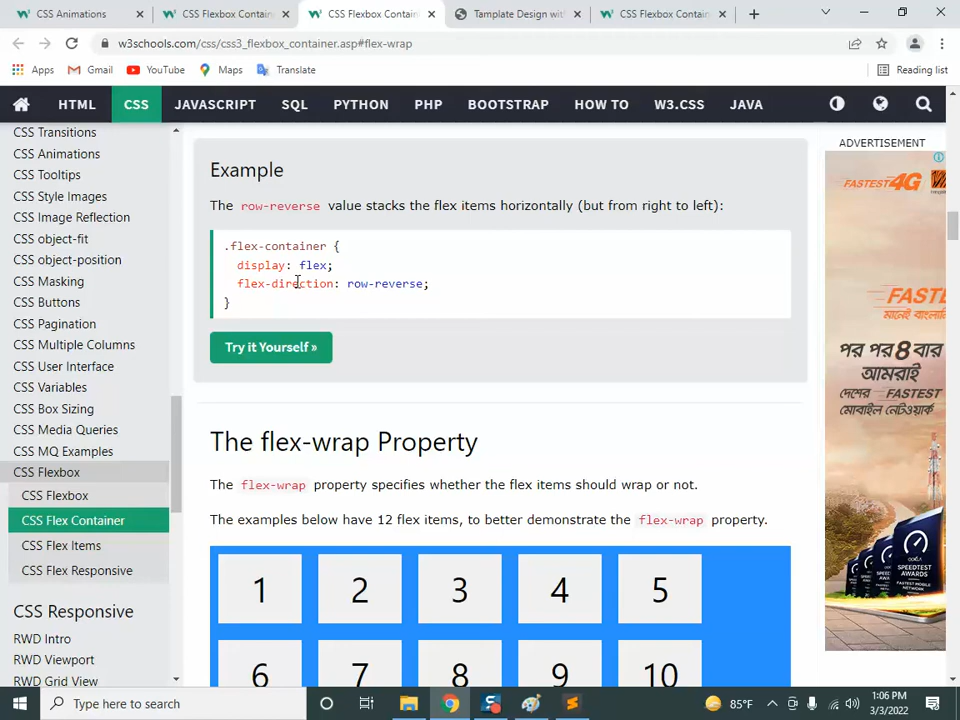 CSS Animations
CSS Flexbox Contain
CSS Flexbox Contain
Tamplate Design wit
CSS Flexbox Contain
w3schools.com/css/css3_flexbox_container.asp#flex-wrap
Apps
Gmail
YouTube
Maps
Translate
Reading list
HTML
CSS
JAVASCRIPT
SQL
PYTHON
PHP
BOOTSTRAP
HOW TO
W3.CSS
JAVA
CSS Transitions
CSS Animations
CSS Tooltips
CSS Style Images
CSS Image Reflection
CSS object-fit
CSS object-position
CSS Masking
CSS Buttons
CSS Pagination
CSS Multiple Columns
CSS User Interface
CSS Variables
CSS Box Sizing
CSS Media Queries
CSS MQ Examples
CSS Flexbox
CSS Flexbox
CSS Flex Container
CSS Flex Items
CSS Flex Responsive
CSS Responsive
RWD Intro
RWD Viewport
RWD Grid View
Example
The row-reverse value stacks the flex items horizontally (but from right to left):
.flex-container {
display: flex;
flex-direction: row-reverse;
}
Try it Yourself »
The flex-wrap Property
The flex-wrap property specifies whether the flex items should wrap or not.
The examples below have 12 flex items, to better demonstrate the flex-wrap property.
1 2 3 4 5
6 7 8 9 10
ADVERTISEMENT
FASTEST4G
FASTE
মানেই বাংলালি
পর পর ৪ বার
আমরাই
দেশের FASTEST
মোবাইল নেটওয়ার্ক
OOKLA
SPEEDTEST
AWARDS
Type here to search
85°F
1:06 PM
3/3/2022